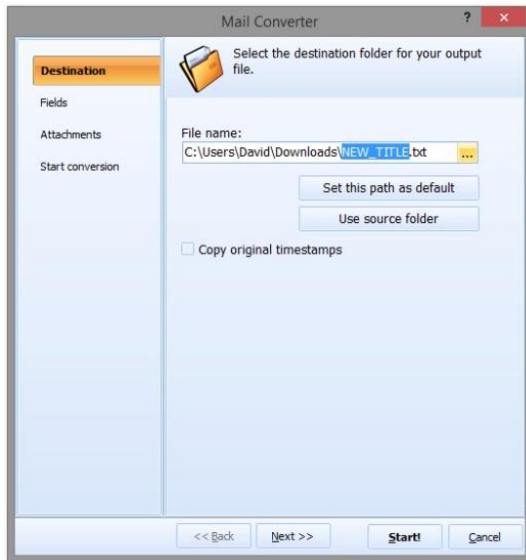 Mail Converter
?
×
Destination
Fields
Attachments
Start conversion
Select the destination folder for your output
file.
File name:
C:\Users\David\Downloads\NEW_TITLE.txt
...
Set this path as default
Use source folder
Copy original timestamps
<< Back
Next >>
Start!
Cancel